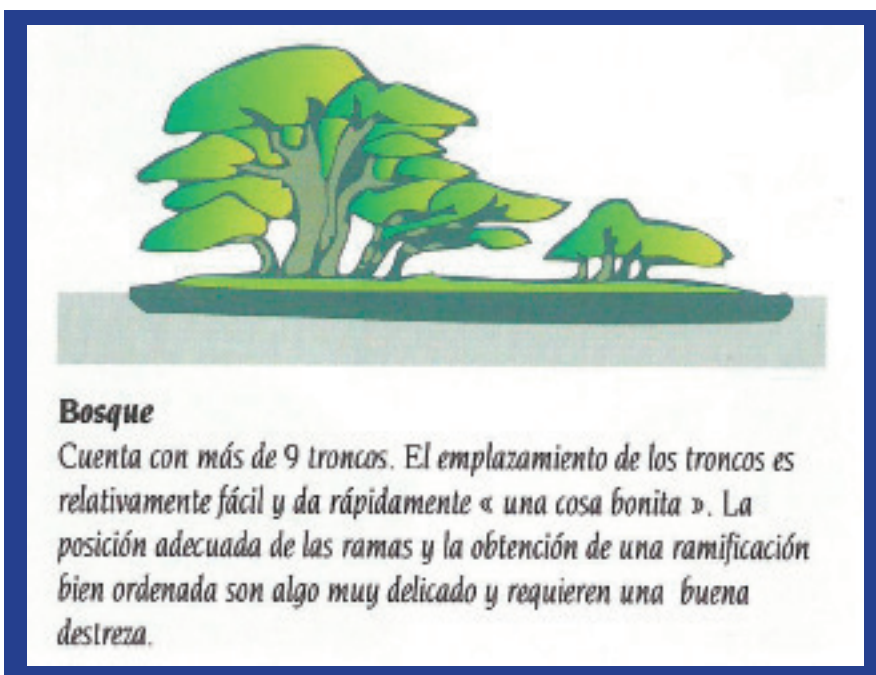 Bosque
Cuenta con más de 9 troncos. El emplazamiento de los troncos es
relativamente fácil y da rápidamente « una cosa bonita ». La
posición adecuada de las ramas y la obtención de una ramificación
bien ordenada son algo muy delicado y requieren una buena
destreza.